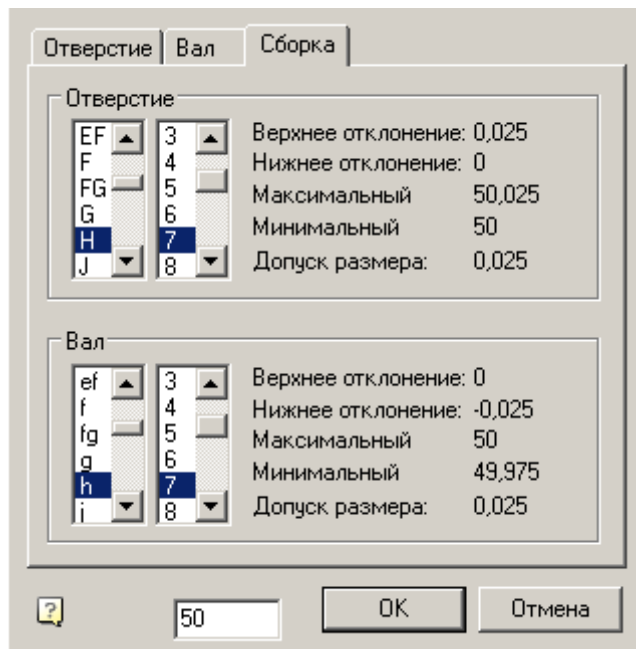 Отверстие Вал Сборка
Отверстие
EF 3 Верхнее отклонение: 0,025
F 4 Нижнее отклонение: 0
FG 5 Максимальный 50,025
G 6 Минимальный 50
H 7 Допуск размера: 0,025
J 8
Вал
ef 3 Верхнее отклонение: 0
f 4 Нижнее отклонение: -0,025
fg 5 Максимальный 50
g 6 Минимальный 49,975
h 7 Допуск размера: 0,025
j 8
? 50 OK Отмена